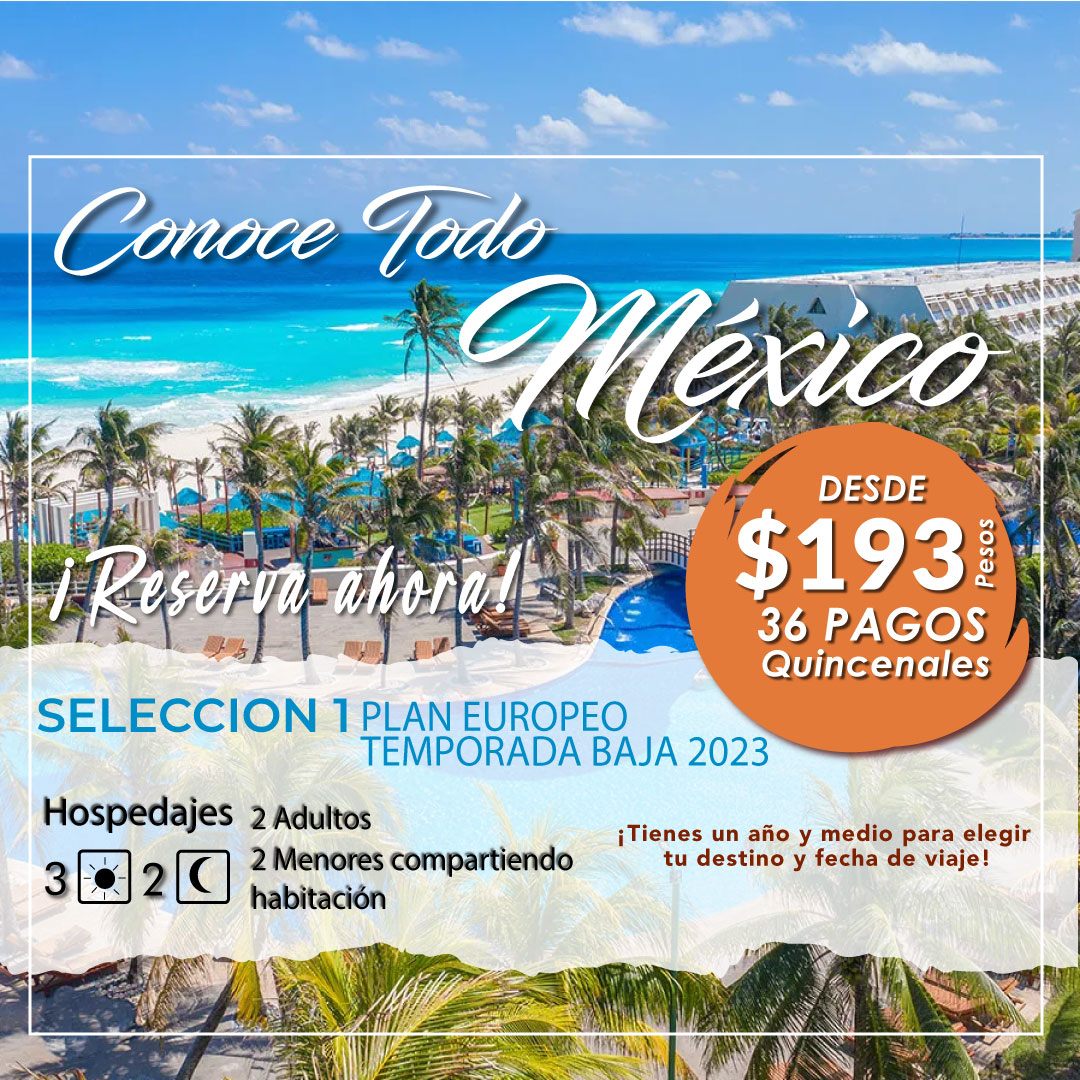 Conoce Todo
México
DESDE
$193 Pesos
36 PAGOS
Quincenales
¡Reserva ahora!
SELECCION 1 PLAN EUROPEO
TEMPORADA BAJA 2023
Hospedajes
3 2
2 Adultos
2 Menores compartiendo
habitación
¡Tienes un año y medio para elegir
tu destino y fecha de viaje!